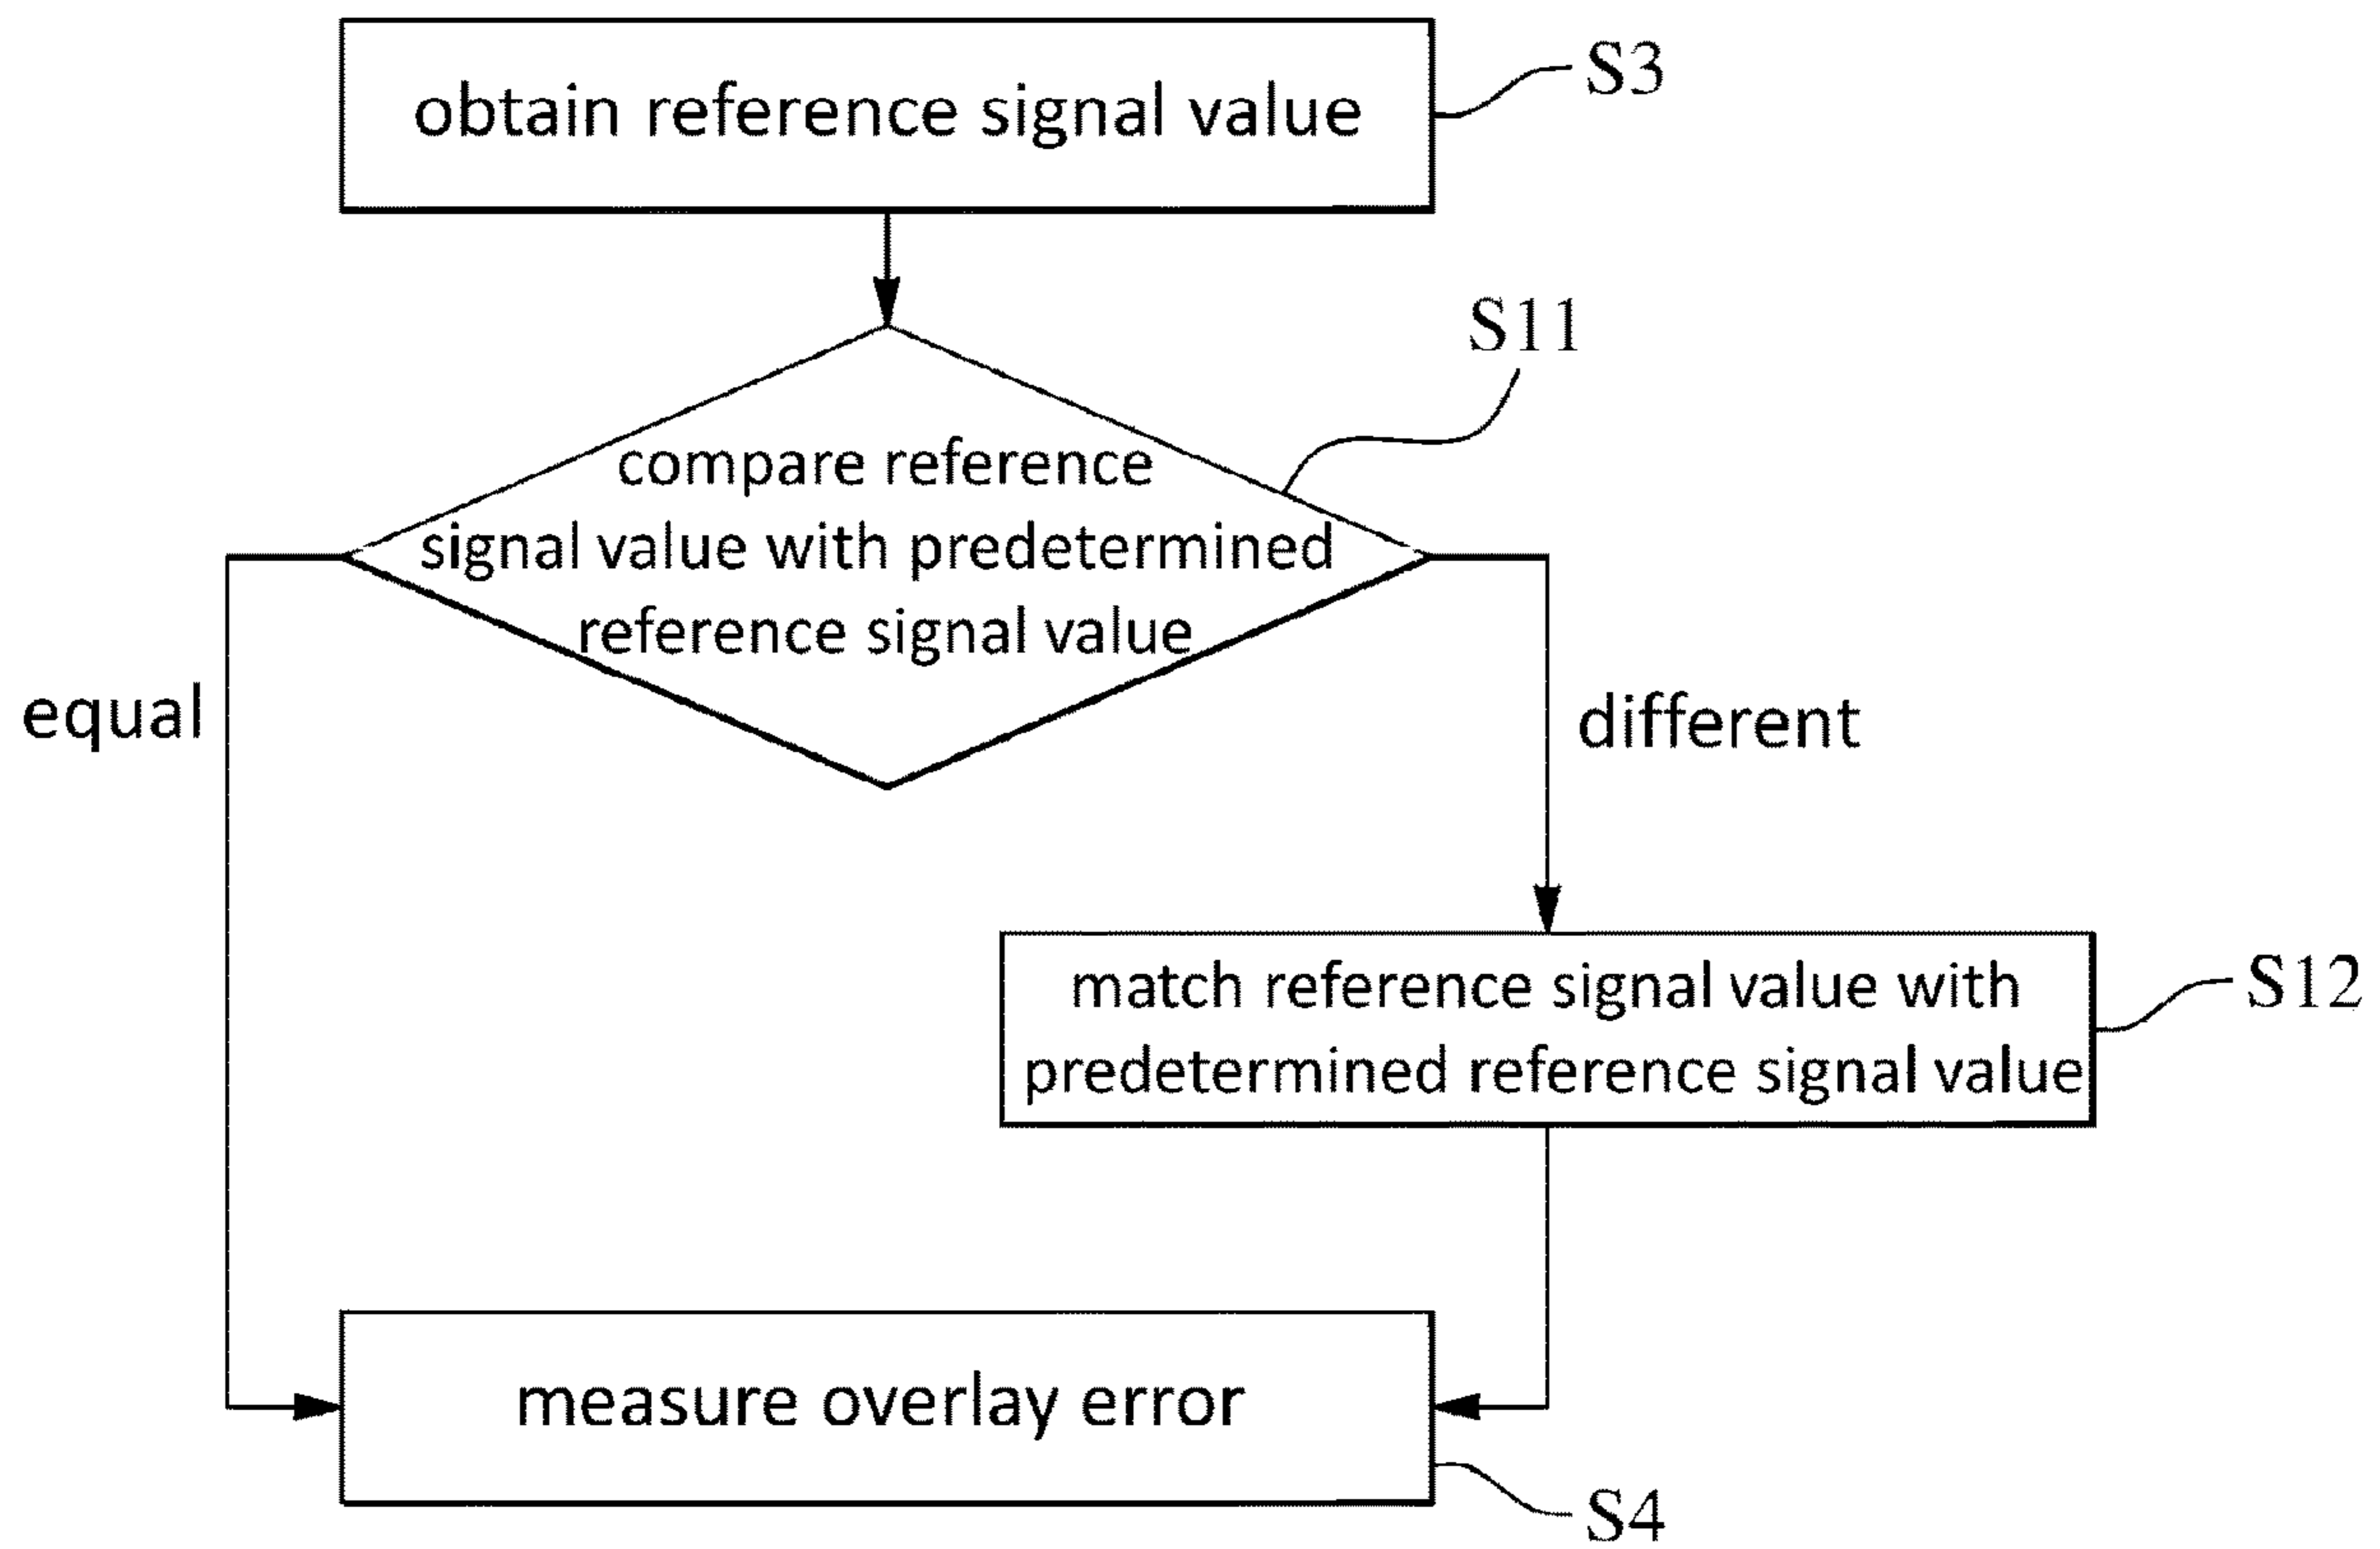 obtain reference signal value
S3
S11
compare reference
signal value with predetermined
reference signal value
equal
different
match reference signal value with
predetermined reference signal value
S12
measure overlay error
S4